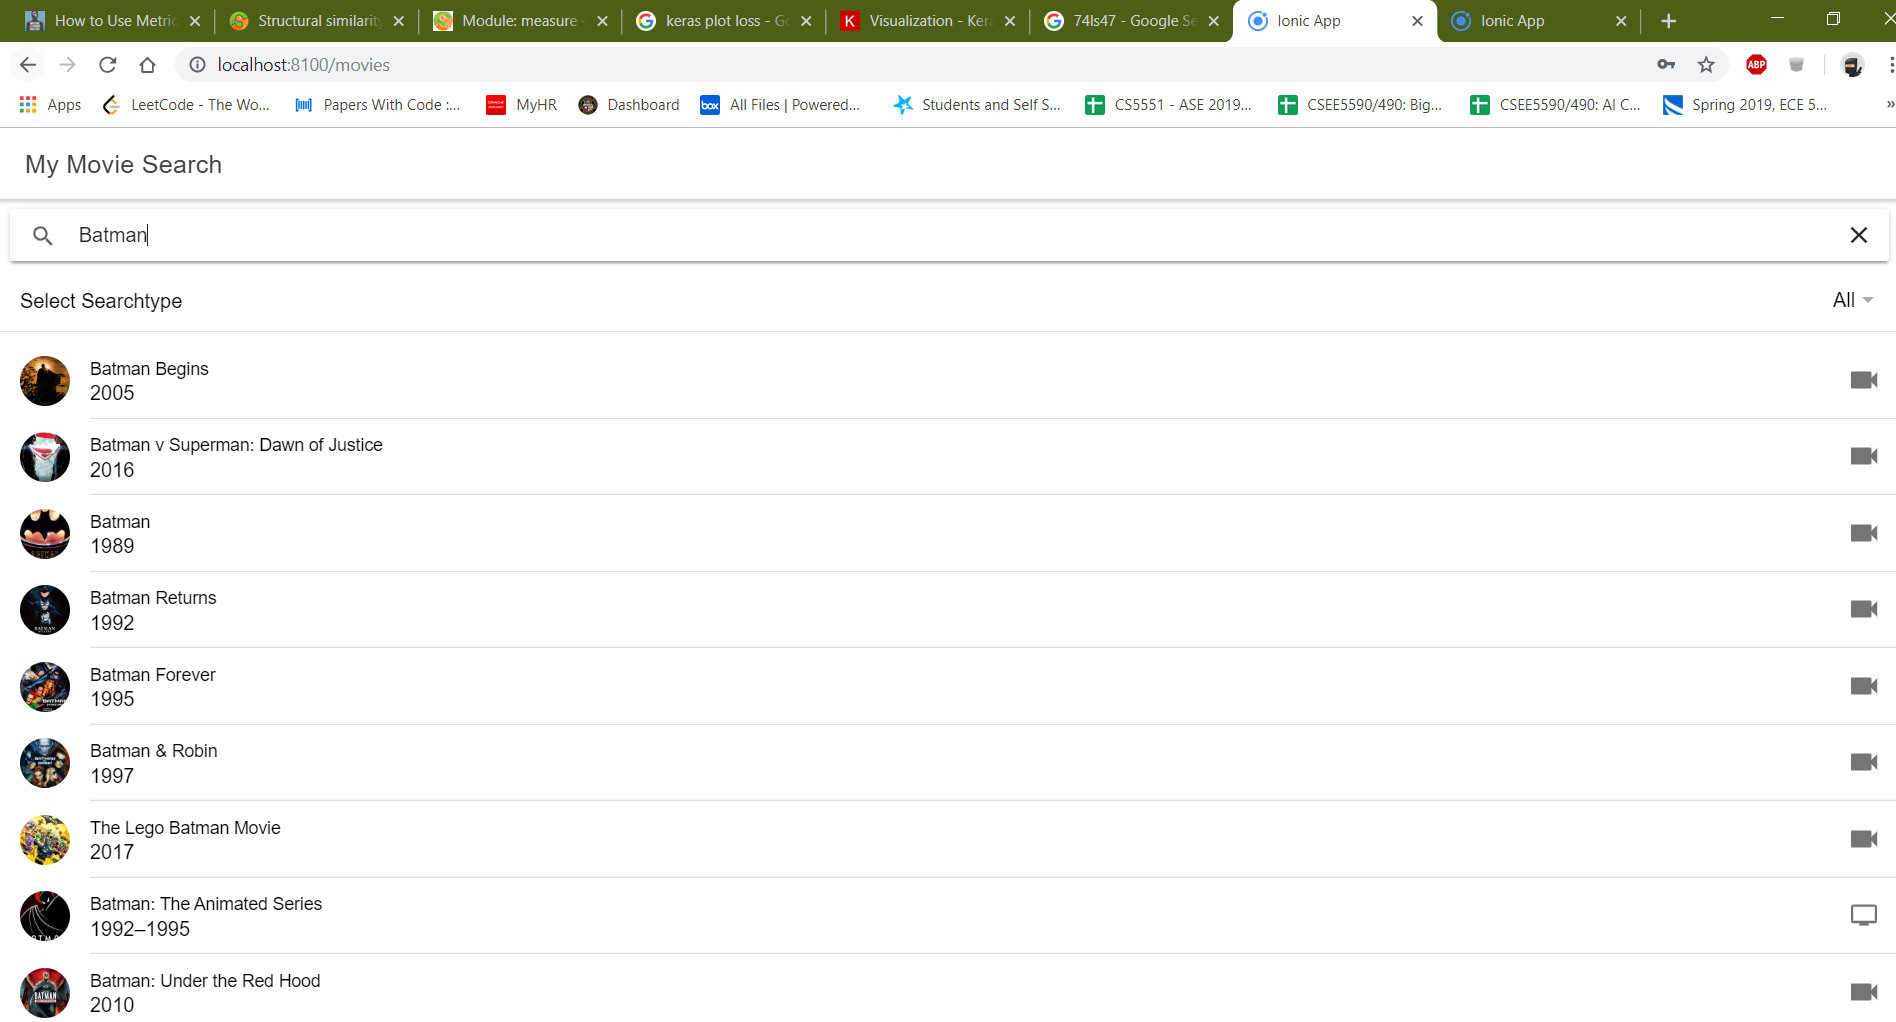 How to Use Metric
Structural similarity
Module: measure -
keras plot loss - Go
Visualization - Kera
74ls47 - Google Se
Ionic App
Ionic App
localhost:8100/movies
ABP
Apps
LeetCode - The Wo...
Papers With Code :...
MyHR
Dashboard
box
All Files | Powered...
Students and Self S...
CS5551 - ASE 2019...
CSEE5590/490: Big...
CSEE5590/490: AI C...
Spring 2019, ECE 5...
»
My Movie Search
Batman
Select Searchtype
All
Batman Begins
2005
Batman v Superman: Dawn of Justice
2016
Batman
1989
Batman Returns
1992
Batman Forever
1995
Batman & Robin
1997
The Lego Batman Movie
2017
Batman: The Animated Series
1992–1995
Batman: Under the Red Hood
2010